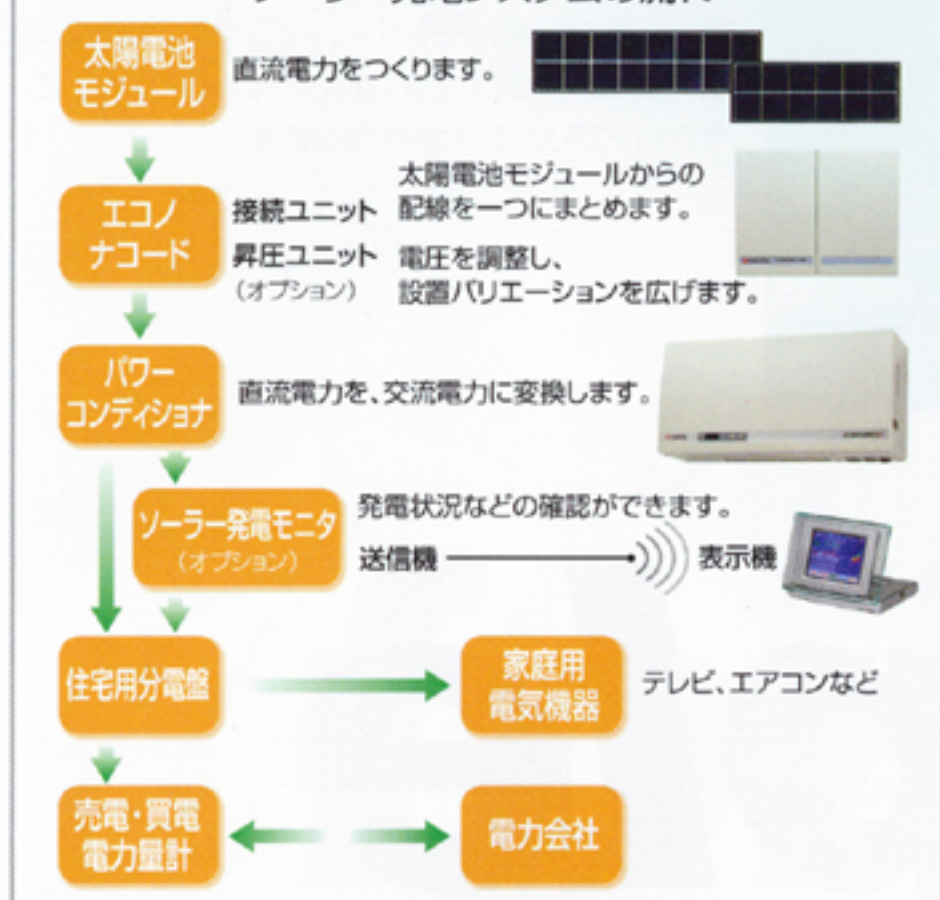 太陽電池
モジュール
直流電力をつくります。
エコノ
ナコード
接続ユニット
太陽電池モジュールからの
配線を一つにまとめます。
昇圧ユニット
(オプション)
電圧を調整し、
設置バリエーションを広げます。
パワー
コンディショナ
直流電力を、交流電力に変換します。
ソーラー発電モニタ
(オプション)
発電状況などの確認ができます。
送信機
表示機
住宅用分電盤
家庭用
電気機器
テレビ、エアコンなど
売電・買電
電力量計
電力会社